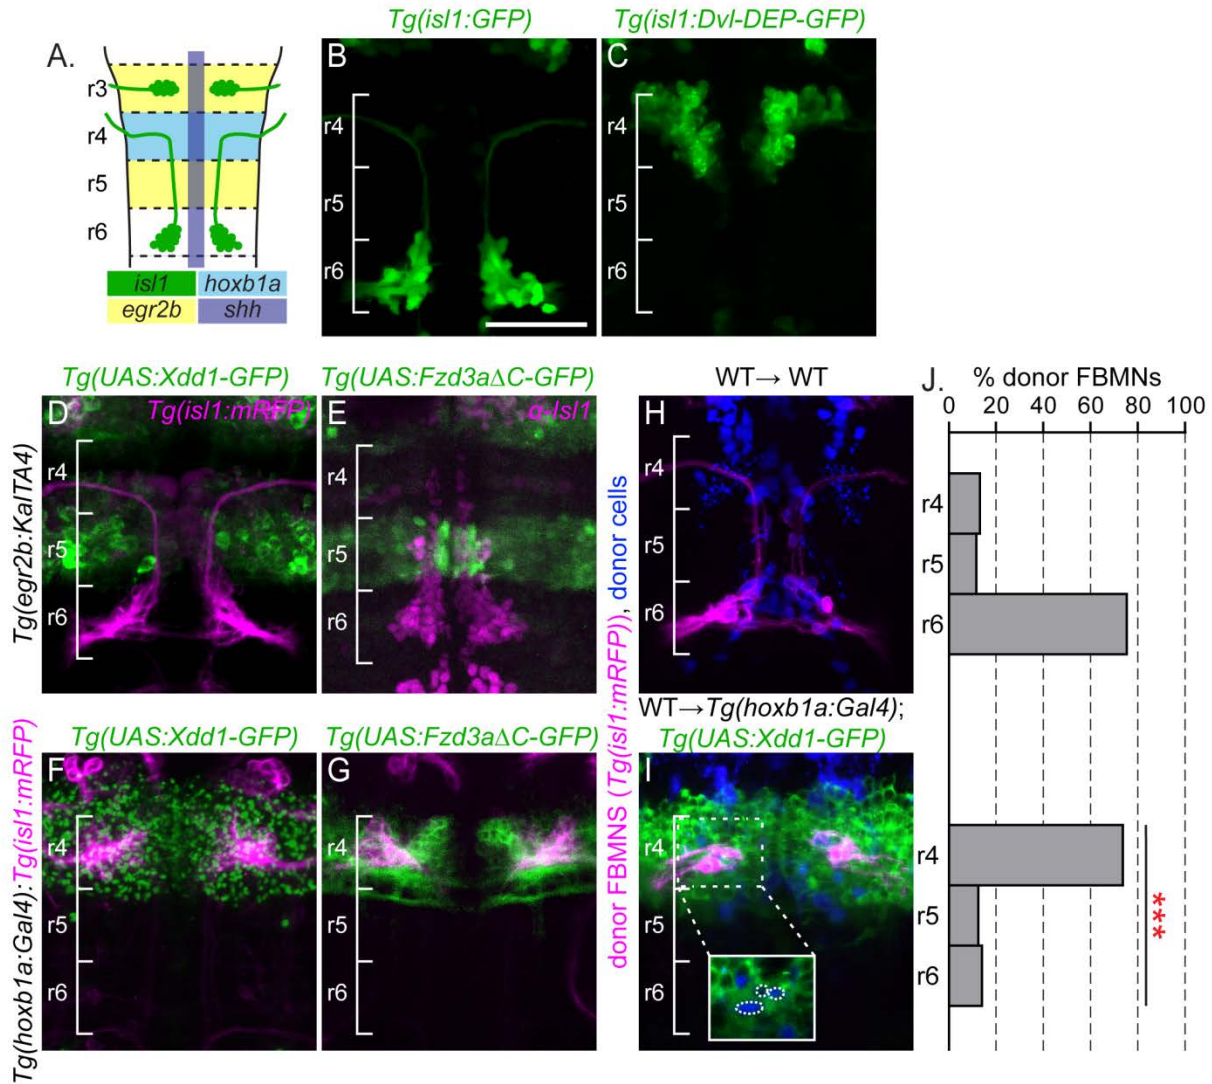 Tg(isl1:GFP)
Tg(isl1:Dvl-DEP-GFP)
A.
r3
r4
r5
r6
isl1
hoxb1a
egr2b
shh
B
r4
r5
r6
C
r4
r5
r6
Tg(egr2b:KalTA4)
Tg(UAS:Xdd1-GFP)
Tg(UAS:Fzd3aΔC-GFP)
D
Tg(isl1:mRFP)
r4
r5
r6
E
α-Isl1
r4
r5
r6
Tg(hoxb1a:Gal4);Tg(isl1:mRFP)
Tg(UAS:Xdd1-GFP)
Tg(UAS:Fzd3aΔC-GFP)
F
r4
r5
r6
G
r4
r5
r6
donor FBMNS (Tg(isl1:mRFP)), donor cells
WT→ WT
H
r4
r5
r6
WT→Tg(hoxb1a:Gal4);
Tg(UAS:Xdd1-GFP)
I
r4
r5
r6
J.
% donor FBMNs
0 20 40 60 80 100
r4
r5
r6
r4
r5
r6
***